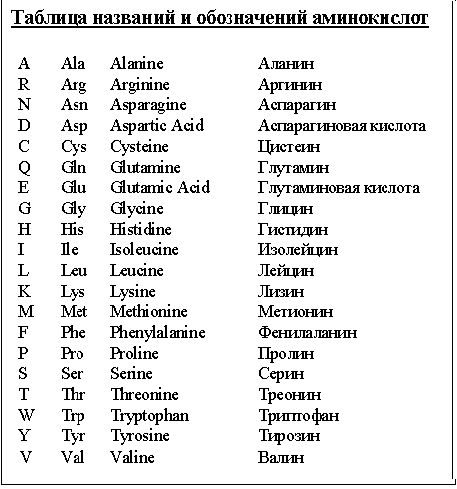 Таблица названий и обозначений аминокислот
A Ala Alanine Аланин
R Arg Arginine Аргинин
N Asn Asparagine Аспарагин
D Asp Aspartic Acid Аспарагиновая кислота
C Cys Cysteine Цистеин
Q Gln Glutamine Глутамин
E Glu Glutamic Acid Глутаминовая кислота
G Gly Glycine Глицин
H His Histidine Гистидин
I Ile Isoleucine Изолейцин
L Leu Leucine Лейцин
K Lys Lysine Лизин
M Met Methionine Метионин
F Phe Phenylalanine Фенилаланин
P Pro Proline Пролин
S Ser Serine Серин
T Thr Threonine Треонин
W Trp Tryptophan Триптофан
Y Tyr Tyrosine Тирозин
V Val Valine Валин